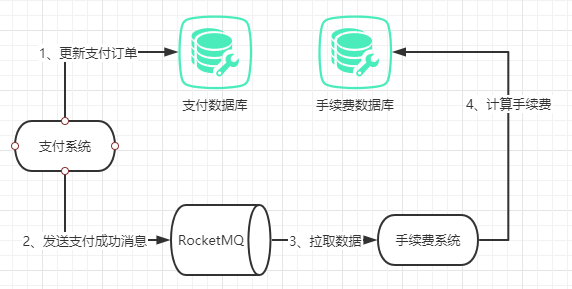 1、更新支付订单
支付数据库
手续费数据库
4、计算手续费
支付系统
2、发送支付成功消息
RocketMQ
3、拉取数据
手续费系统